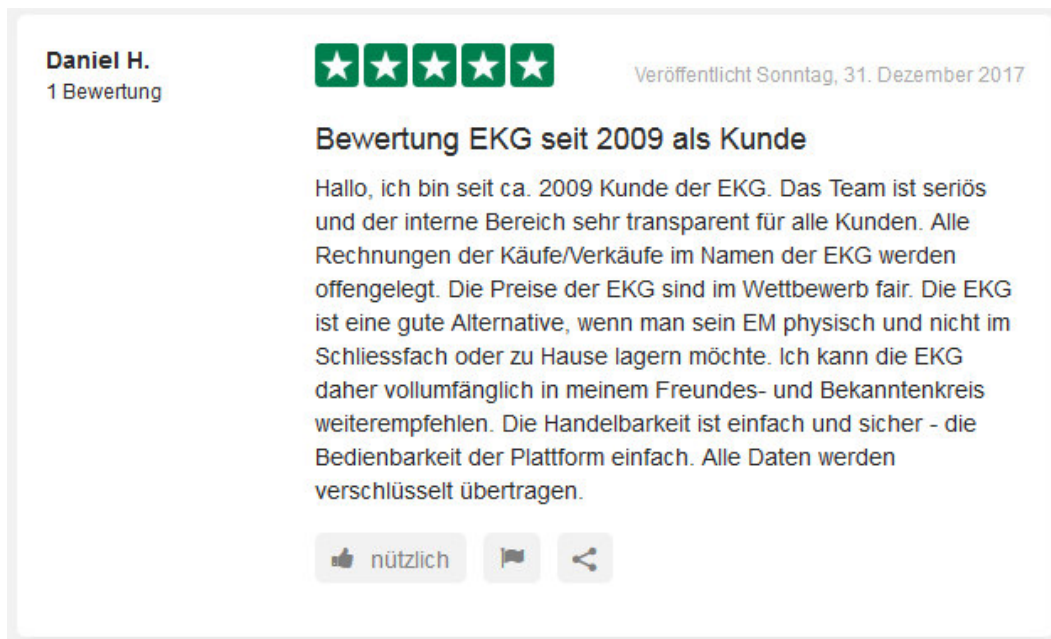 Daniel H.
1 Bewertung
Veröffentlicht Sonntag, 31. Dezember 2017
Bewertung EKG seit 2009 als Kunde
Hallo, ich bin seit ca. 2009 Kunde der EKG. Das Team ist seriös
und der interne Bereich sehr transparent für alle Kunden. Alle
Rechnungen der Käufe/Verkäufe im Namen der EKG werden
offengelegt. Die Preise der EKG sind im Wettbewerb fair. Die EKG
ist eine gute Alternative, wenn man sein EM physisch und nicht im
Schliessfach oder zu Hause lagern möchte. Ich kann die EKG
daher vollumfänglich in meinem Freundes- und Bekanntenkreis
weiterempfehlen. Die Handelbarkeit ist einfach und sicher - die
Bedienbarkeit der Plattform einfach. Alle Daten werden
verschlüsselt übertragen.
nützlich